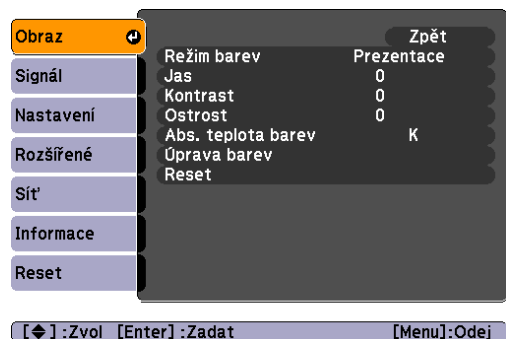 Obraz
Signál
Nastavení
Rozšířené
Síť
Informace
Reset
Zpět
Režim barev Prezentace
Jas 0
Kontrast 0
Ostrost 0
Abs. teplota barev K
Úprava barev
Reset
[◆]:Zvol [Enter]:Zadat [Menu]:Odej